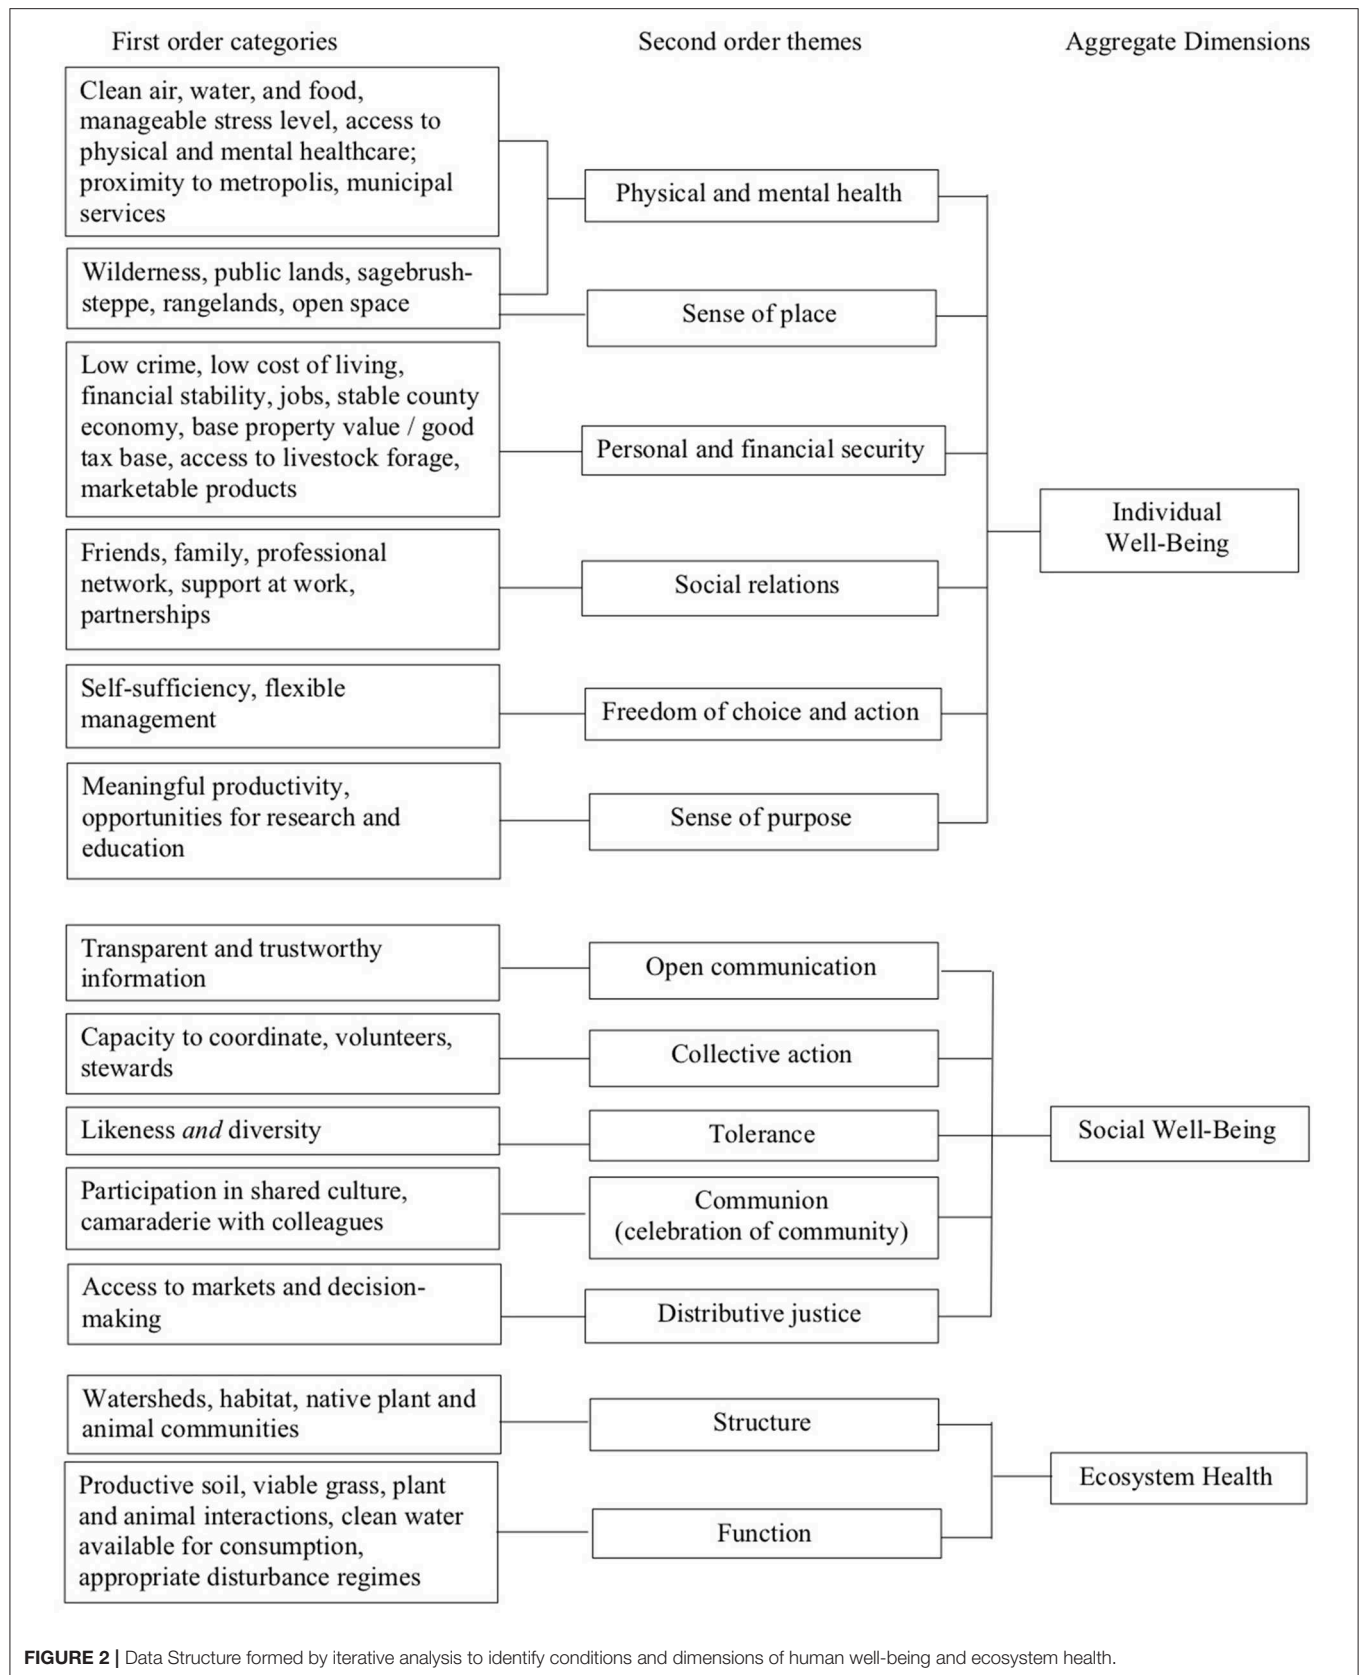 First order categories
Second order themes
Aggregate Dimensions
Clean air, water, and food,
manageable stress level, access to
physical and mental healthcare;
proximity to metropolis, municipal
services
Physical and mental health
Wilderness, public lands, sagebrush-
steppe, rangelands, open space
Sense of place
Low crime, low cost of living,
financial stability, jobs, stable county
economy, base property value / good
tax base, access to livestock forage,
marketable products
Personal and financial security
Individual
Well-Being
Friends, family, professional
network, support at work,
partnerships
Social relations
Self-sufficiency, flexible
management
Freedom of choice and action
Meaningful productivity,
opportunities for research and
education
Sense of purpose
Transparent and trustworthy
information
Open communication
Capacity to coordinate, volunteers,
stewards
Collective action
Likeness and diversity
Tolerance
Social Well-Being
Participation in shared culture,
camaraderie with colleagues
Communion
(celebration of community)
Access to markets and decision-
making
Distributive justice
Watersheds, habitat, native plant and
animal communities
Structure
Ecosystem Health
Productive soil, viable grass, plant
and animal interactions, clean water
available for consumption,
appropriate disturbance regimes
Function
FIGURE 2 | Data Structure formed by iterative analysis to identify conditions and dimensions of human well-being and ecosystem health.